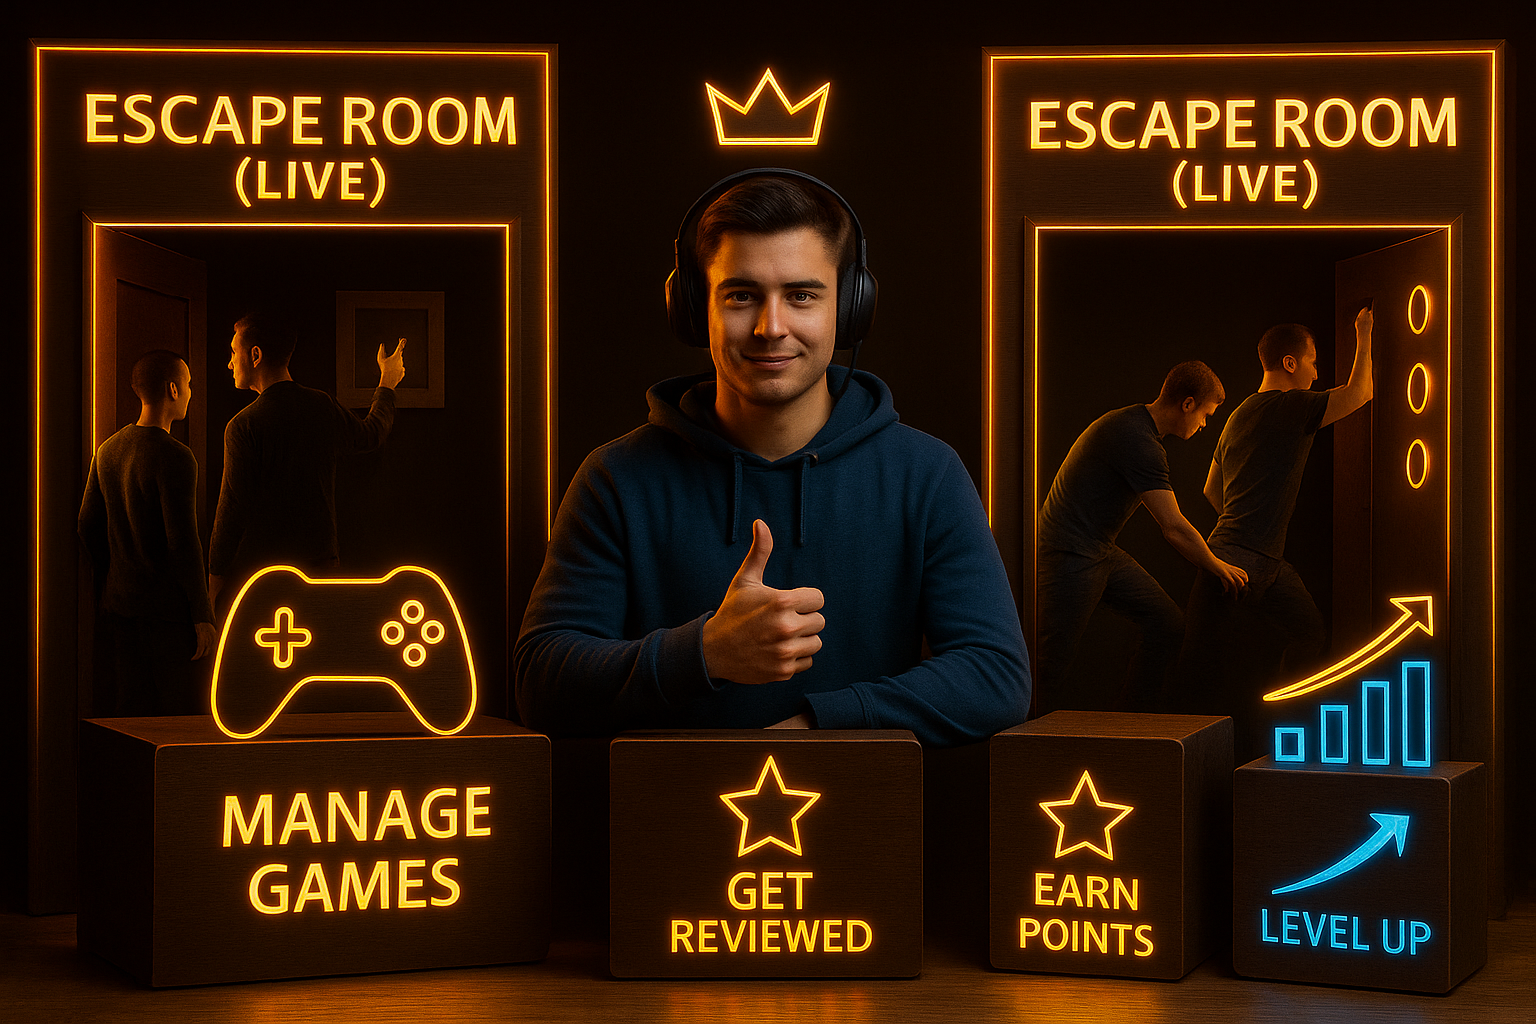 ESCAPE ROOM
(LIVE)
ESCAPE ROOM
(LIVE)
MANAGE
GAMES
GET
REVIEWED
EARN
POINTS
LEVEL UP